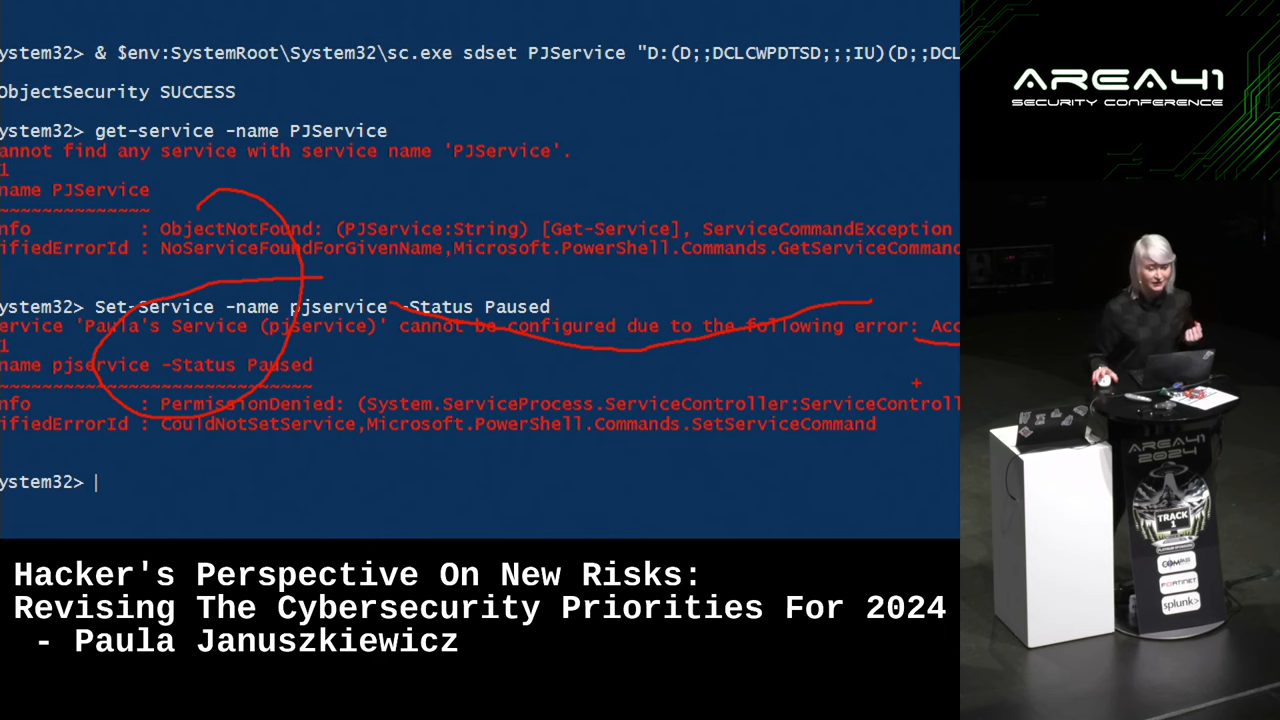 ystem32> & $env:SystemRoot\System32\sc.exe sdset PJService "D:(D;;DCLCWPDTSD;;;IU)(D;;DCL
ObjectSecurity SUCCESS
ystem32> get-service -name PJService
annot find any service with service name 'PJService'.
1
name PJService
~~~~~~~~~~~~~~
nfo : ObjectNotFound: (PJService:String) [Get-Service], ServiceCommandException
ifiedErrorId : NoServiceFoundForGivenName,Microsoft.PowerShell.Commands.GetServiceCommand
ystem32> Set-Service -name pjservice -Status Paused
ervice 'Paula's Service (pjservice)' cannot be configured due to the following error: Acc
1
name pjservice -Status Paused
~~~~~~~~~~~~~~~~~~~~~~~~~~~~~
+
nfo : PermissionDenied: (System.ServiceProcess.ServiceController:ServiceControll
ifiedErrorId : CouldNotSetService,Microsoft.PowerShell.Commands.SetServiceCommand
ystem32>
Hacker's Perspective On New Risks:
Revising The Cybersecurity Priorities For 2024
- Paula Januszkiewicz
AREA41
SECURITY CONFERENCE
AREA41
2024
TRACK
1
COMPASS
FORTINET
splunk>